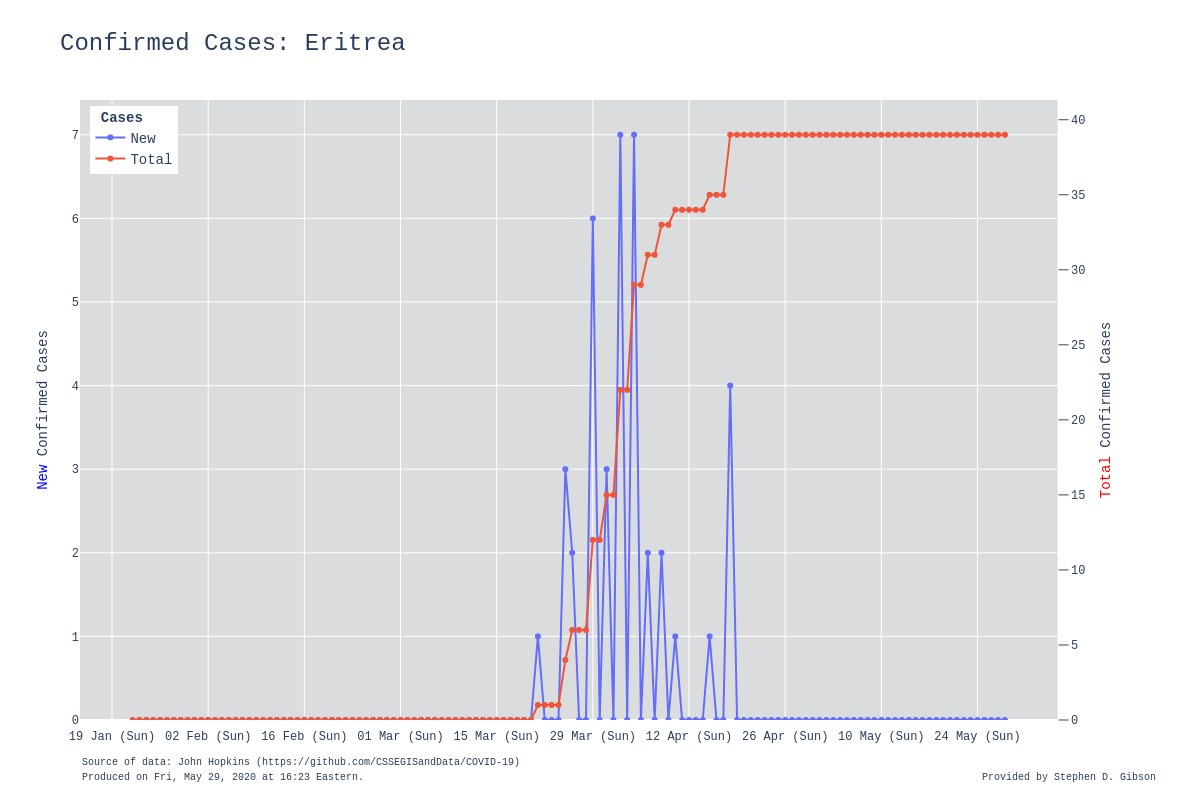 Confirmed Cases: Eritrea
Cases
New
Total
7
6
5
4
3
2
1
0
New Confirmed Cases
40
35
30
25
20
15
10
5
0
Total Confirmed Cases
19 Jan (Sun) 02 Feb (Sun) 16 Feb (Sun) 01 Mar (Sun) 15 Mar (Sun) 29 Mar (Sun) 12 Apr (Sun) 26 Apr (Sun) 10 May (Sun) 24 May (Sun)
Source of data: John Hopkins (https://github.com/CSSEGISandData/COVID-19)
Produced on Fri, May 29, 2020 at 16:23 Eastern.
Provided by Stephen D. Gibson